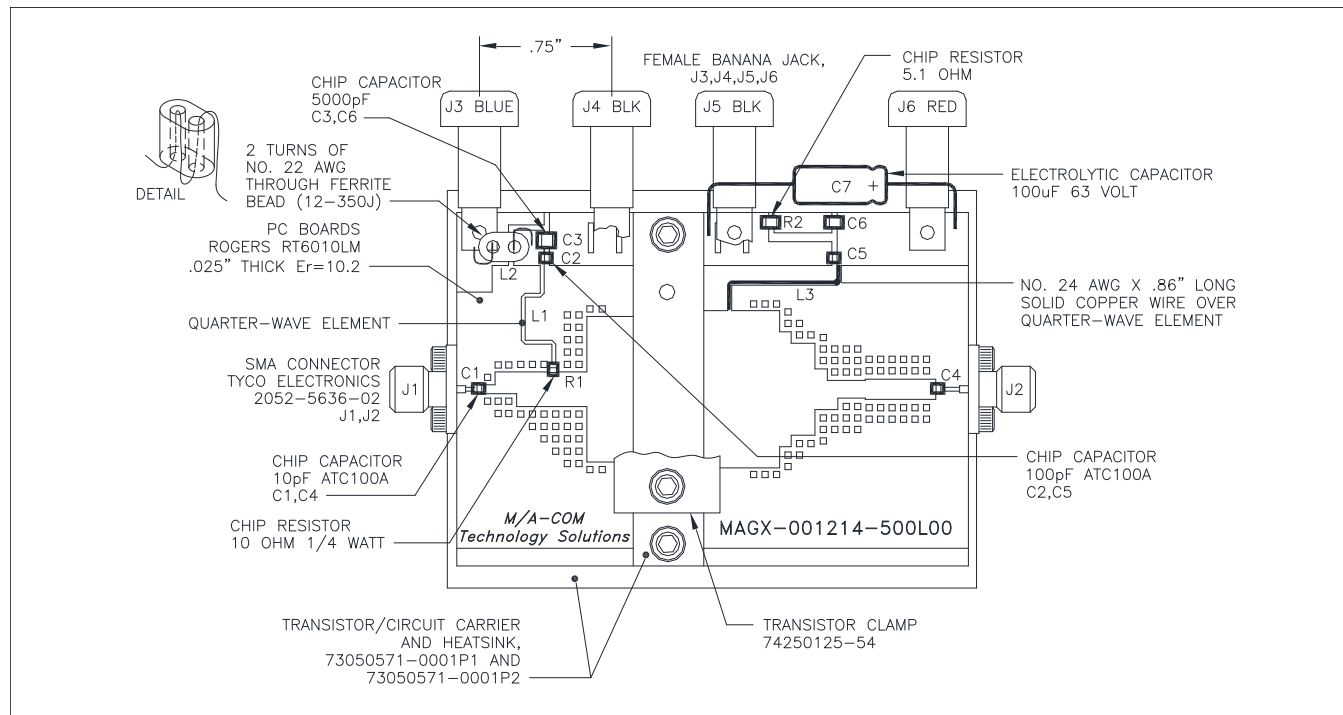 .75”
CHIP CAPACITOR
5000pF
C3,C6
FEMALE BANANA JACK,
J3,J4,J5,J6
CHIP RESISTOR
5.1 OHM
J3 BLUE
J4 BLK
J5 BLK
J6 RED
DETAIL
2 TURNS OF
NO. 22 AWG
THROUGH FERRITE
BEAD (12-350J)
C7
+
ELECTROLYTIC CAPACITOR
100uF 63 VOLT
PC BOARDS
ROGERS RT6010LM
.025” THICK Er=10.2
C3
C2
L2
R2
C6
C5
L3
NO. 24 AWG X .86” LONG
SOLID COPPER WIRE OVER
QUARTER-WAVE ELEMENT
QUARTER-WAVE ELEMENT
L1
SMA CONNECTOR
TYCO ELECTRONICS
2052-5636-02
J1,J2
J1
C1
R1
C4
J2
CHIP CAPACITOR
10pF ATC100A
C1,C4
CHIP CAPACITOR
100pF ATC100A
C2,C5
CHIP RESISTOR
10 OHM 1/4 WATT
M/A-COM
Technology Solutions
MAGX-001214-500L00
TRANSISTOR/CIRCUIT CARRIER
AND HEATSINK,
73050571-0001P1 AND
73050571-0001P2
TRANSISTOR CLAMP
74250125-54